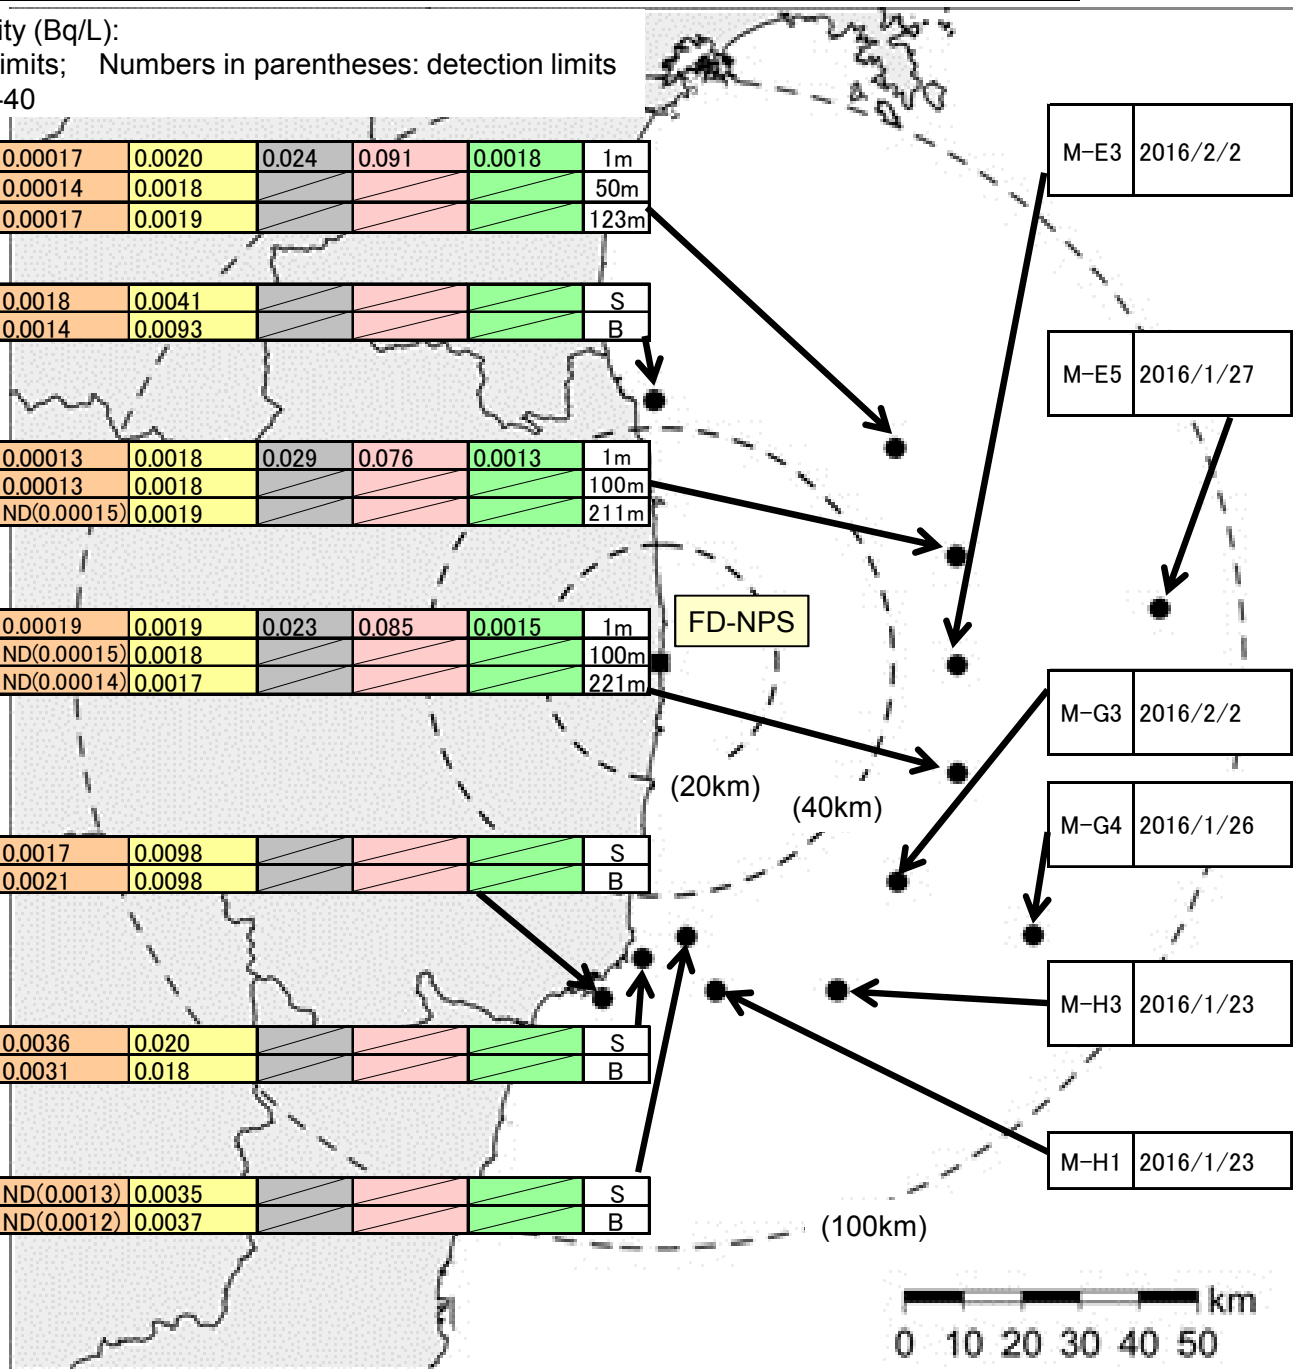 ity (Bq/L):
imits; Numbers in parentheses: detection limits
-40
0.00017 0.0020 0.024 0.091 0.0018 1m
0.00014 0.0018 50m
0.00017 0.0019 123m
M-E3 2016/2/2
0.0018 0.0041 S
0.0014 0.0093 B
M-E5 2016/1/27
0.00013 0.0018 0.029 0.076 0.0013 1m
0.00013 0.0018 100m
ND(0.00015) 0.0019 211m
0.00019 0.0019 0.023 0.085 0.0015 1m
ND(0.00015) 0.0018 100m
ND(0.00014) 0.0017 221m
FD-NPS
M-G3 2016/2/2
(20km)
(40km)
M-G4 2016/1/26
0.0017 0.0098 S
0.0021 0.0098 B
M-H3 2016/1/23
0.0036 0.020 S
0.0031 0.018 B
M-H1 2016/1/23
ND(0.0013) 0.0035 S
ND(0.0012) 0.0037 B
(100km)
km
0 10 20 30 40 50